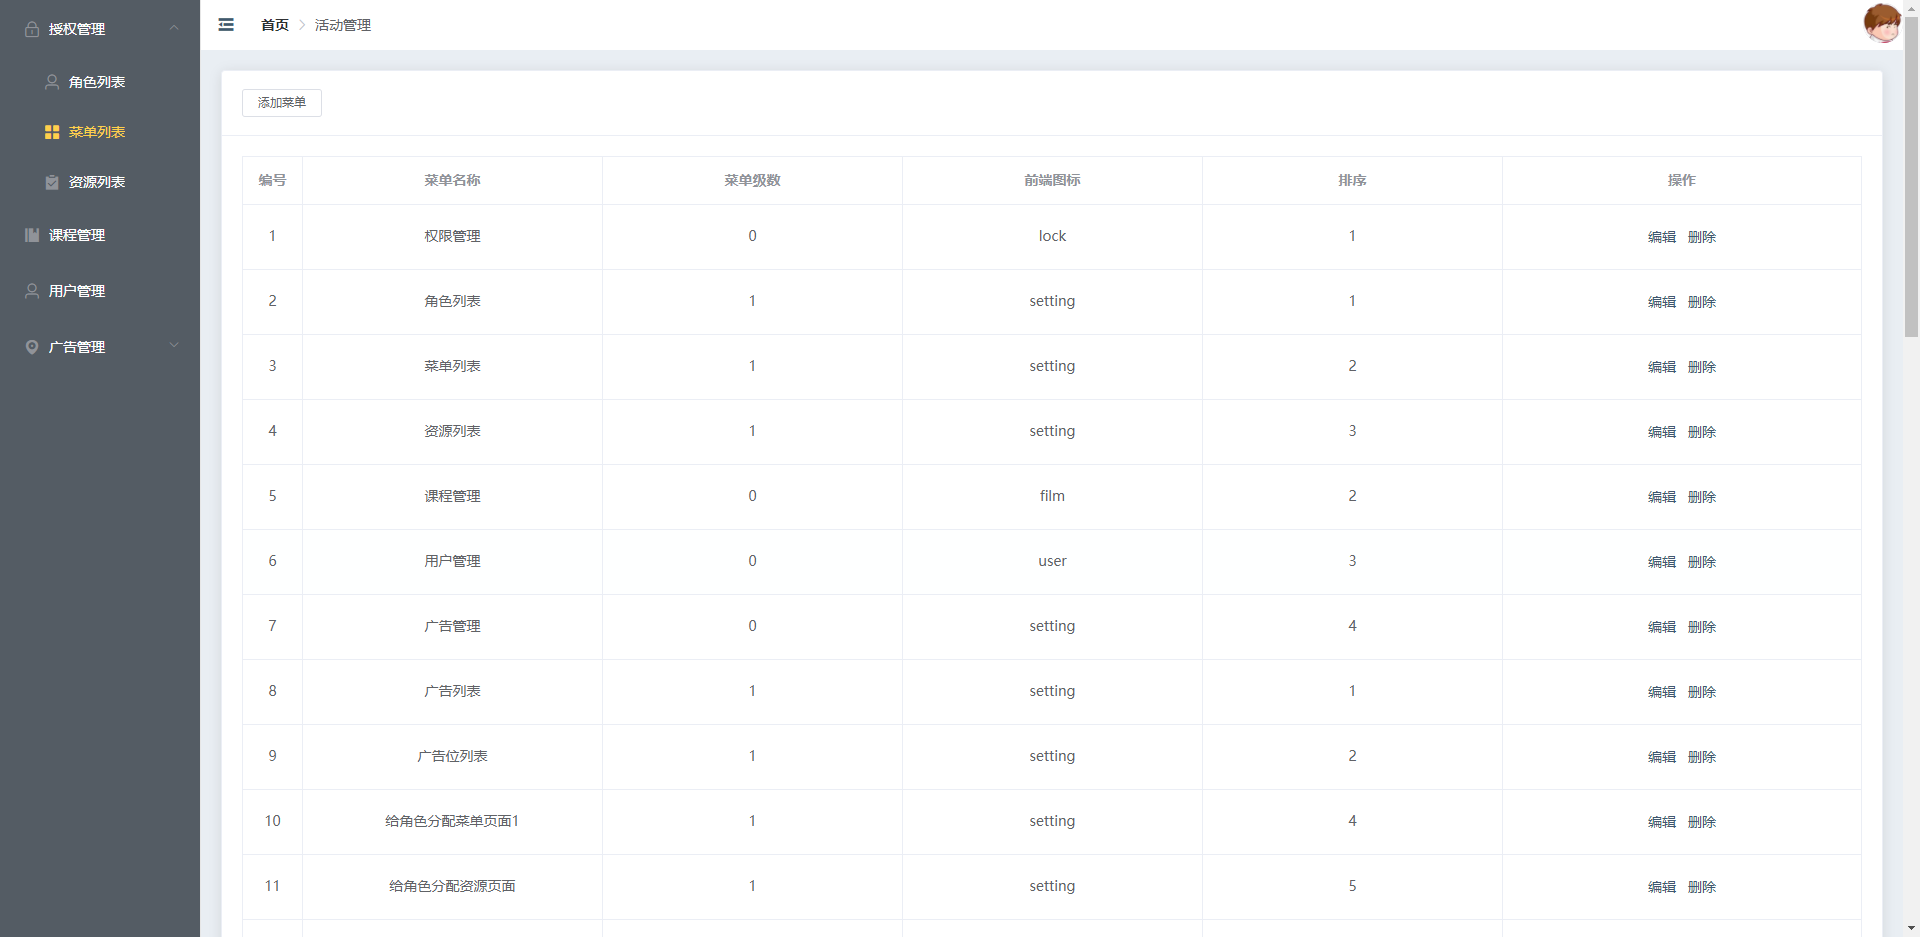 授权管理
角色列表
菜单列表
资源列表
课程管理
用户管理
广告管理
首页 活动管理
添加菜单
编号 菜单名称 菜单级数 前端图标 排序 操作
1 权限管理 0 lock 1 编辑 删除
2 角色列表 1 setting 1 编辑 删除
3 菜单列表 1 setting 2 编辑 删除
4 资源列表 1 setting 3 编辑 删除
5 课程管理 0 film 2 编辑 删除
6 用户管理 0 user 3 编辑 删除
7 广告管理 0 setting 4 编辑 删除
8 广告列表 1 setting 1 编辑 删除
9 广告位列表 1 setting 2 编辑 删除
10 给角色分配菜单页面1 1 setting 4 编辑 删除
11 给角色分配资源页面 1 setting 5 编辑 删除